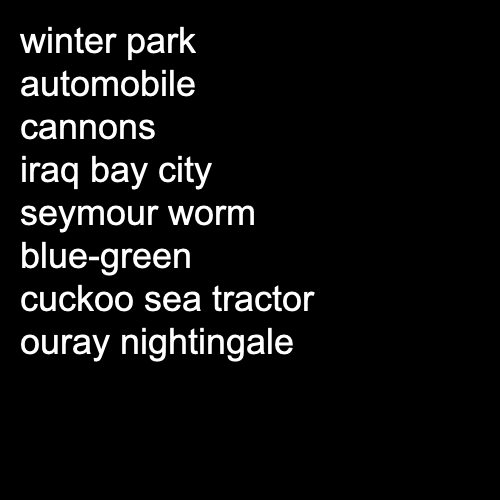 winter park
automobile
cannons
iraq bay city
seymour worm
blue-green
cuckoo sea tractor
ouray nightingale